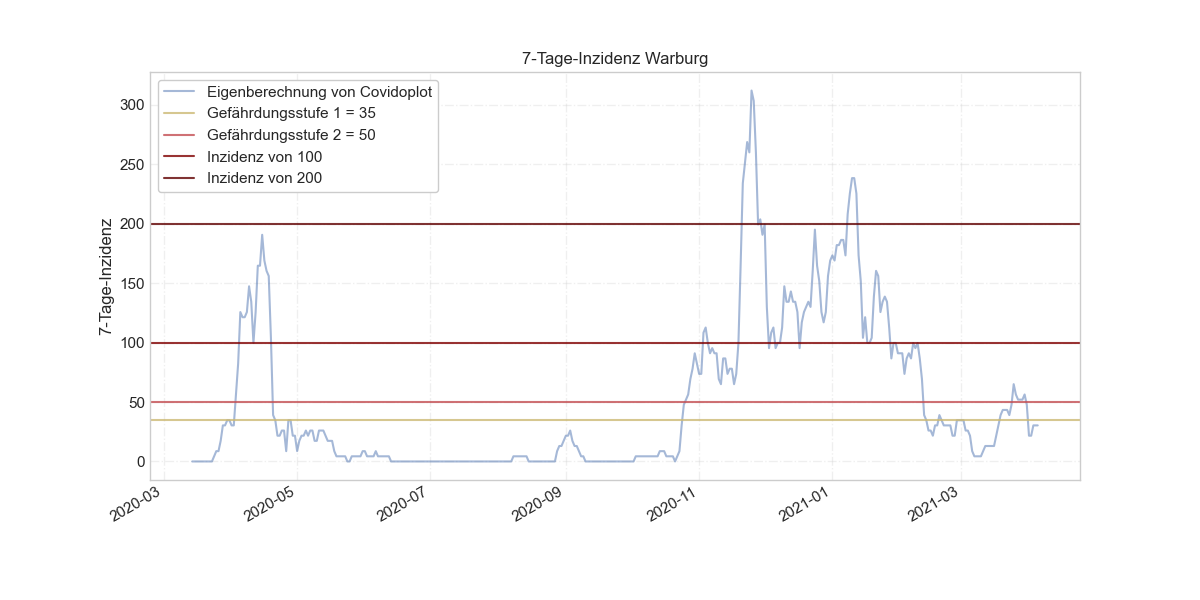 7-Tage-Inzidenz Warburg
Eigenberechnung von Covidoplot
Gefährdungsstufe 1 = 35
Gefährdungsstufe 2 = 50
Inzidenz von 100
Inzidenz von 200
7-Tage-Inzidenz
300
250
200
150
100
50
0
2020-03
2020-05
2020-07
2020-09
2020-11
2021-01
2021-03